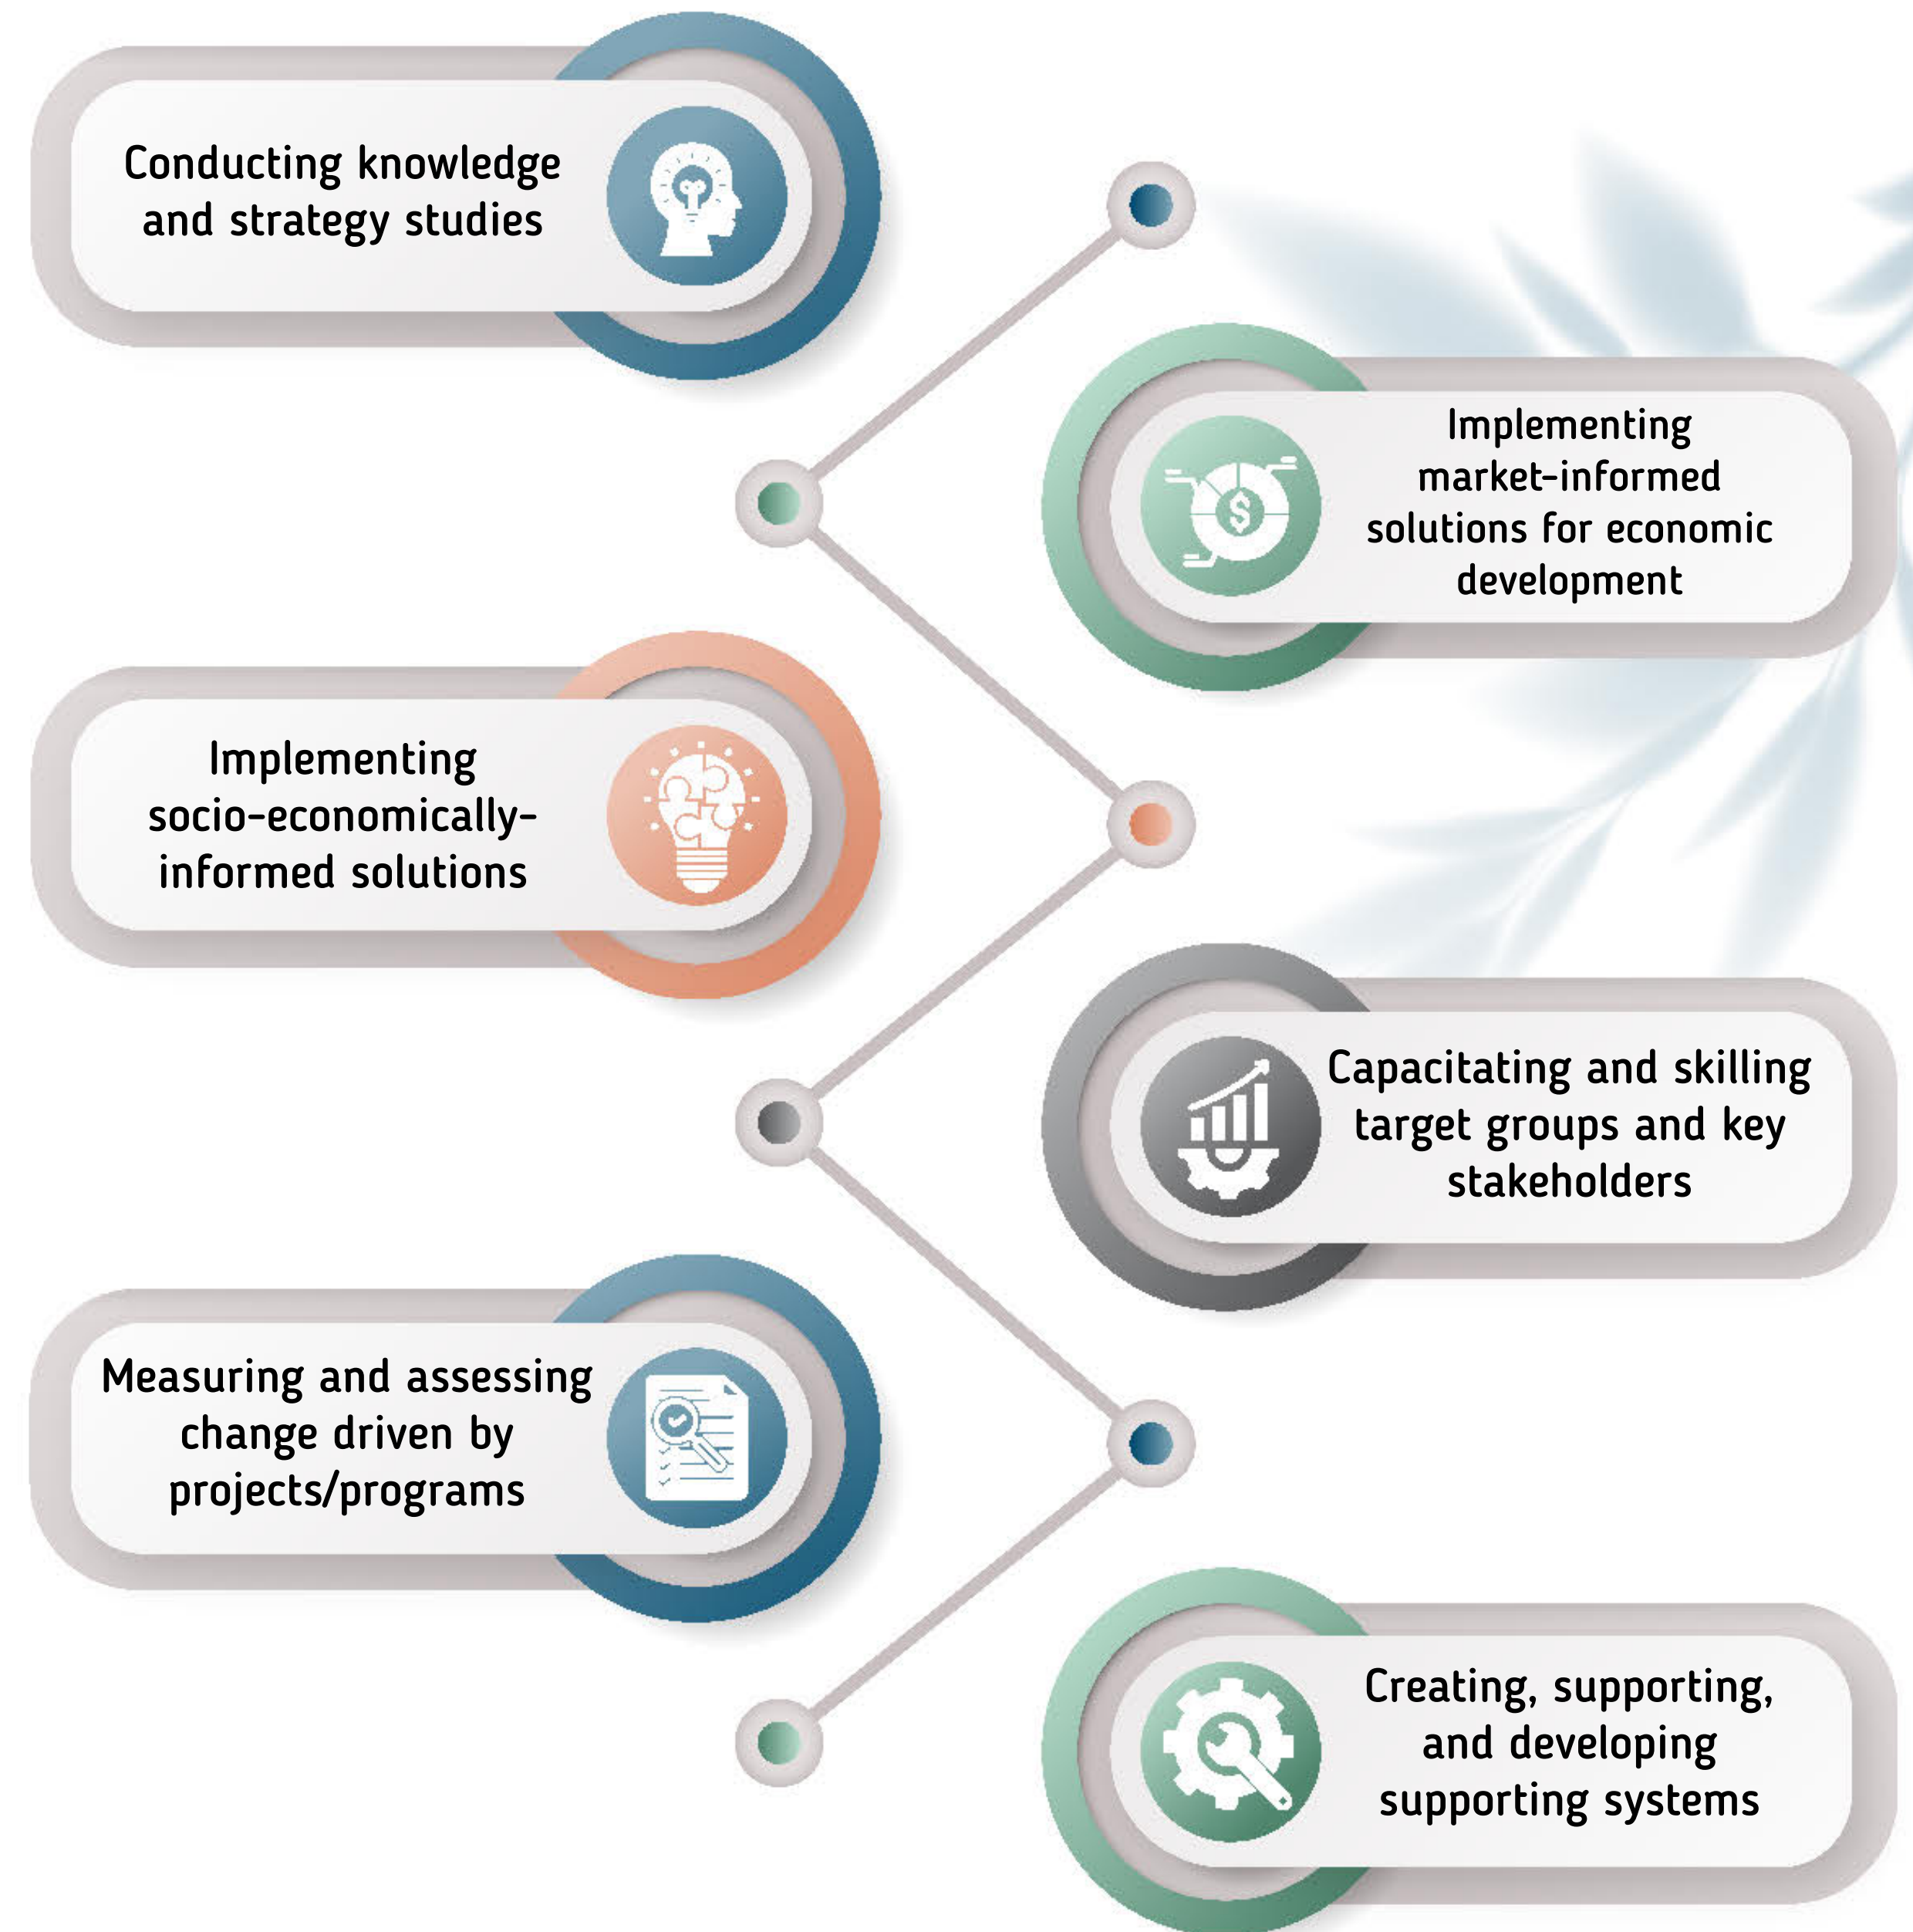 Conducting knowledge
and strategy studies
Implementing
market-informed
solutions for economic
development
Implementing
socio-economically-
informed solutions
Capacitating and skilling
target groups and key
stakeholders
Measuring and assessing
change driven by
projects/programs
Creating, supporting,
and developing
supporting systems